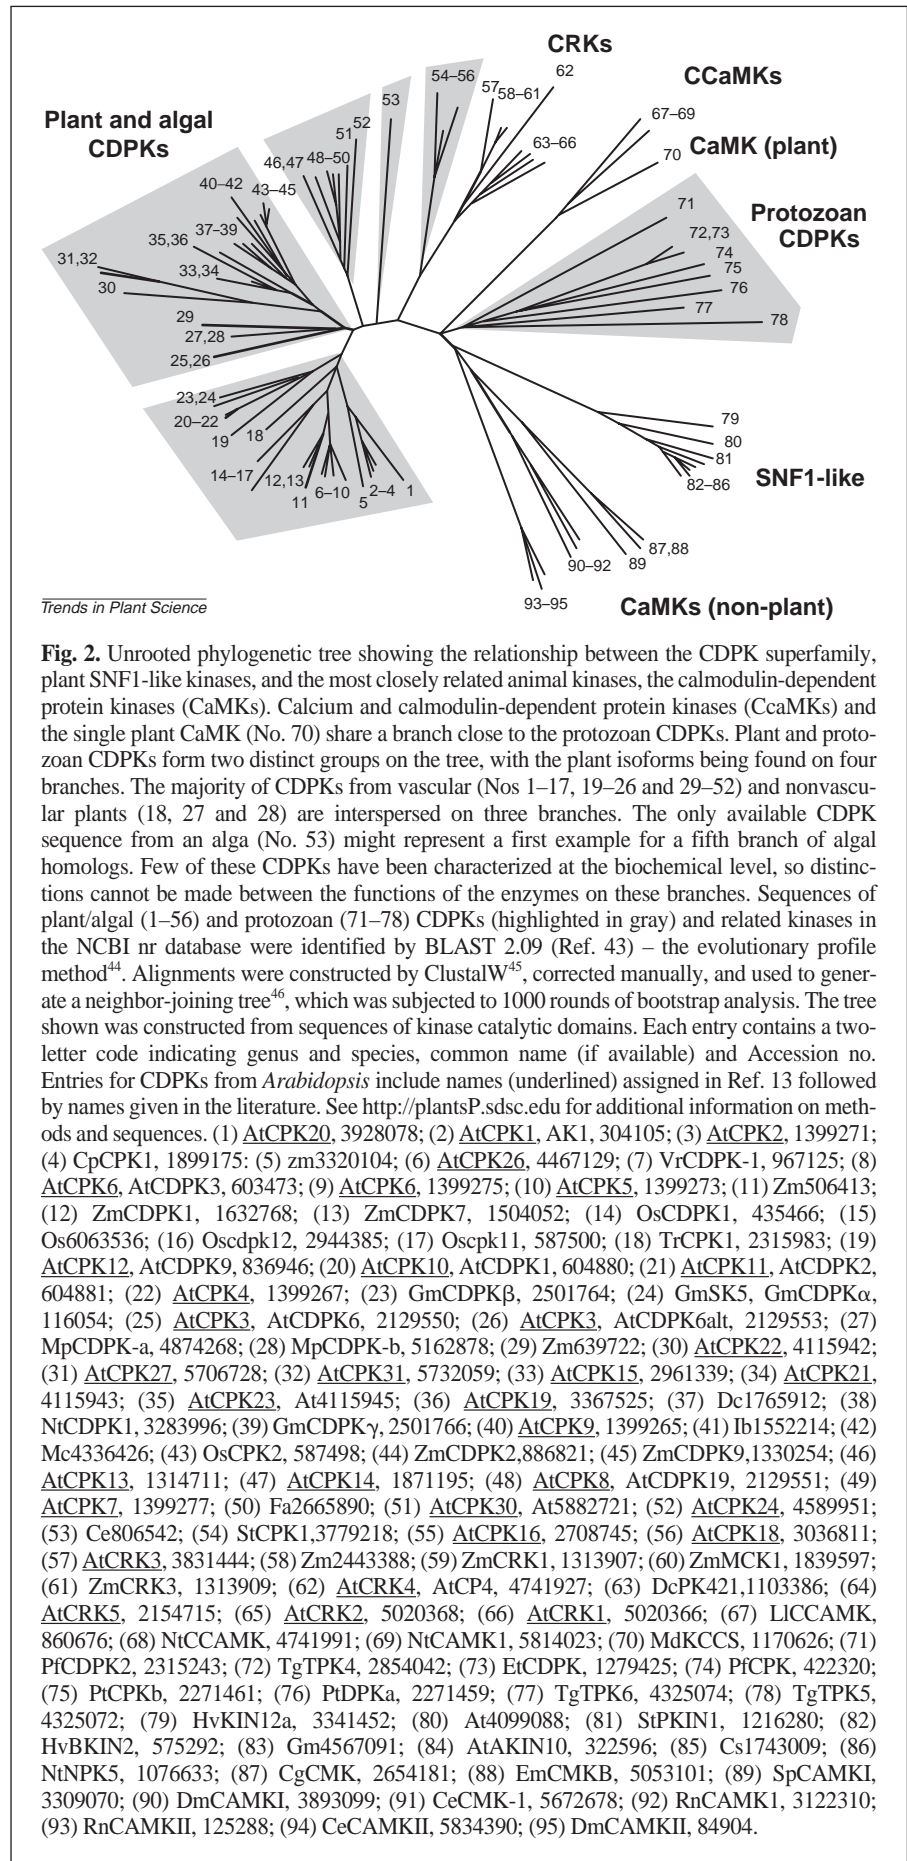 CRKs
62
54–56
57
58–61
CCaMKs
53
67–69
Plant and algal
CDPKs
52
51
46,47
48–50
63–66
CaMK (plant)
70
40–42
43–45
71
Protozoan
CDPKs
35,36
37–39
72,73
74
31,32
33,34
75
30
76
77
29
78
27,28
25,26
23,24
20–22
79
19
18
80
81
14–17
12,13
SNF1-like
6–10
2–4
1
82–86
11
5
87,88
90–92
89
93–95
CaMKs (non-plant)
Trends in Plant Science
Fig. 2. Unrooted phylogenetic tree showing the relationship between the CDPK superfamily,
plant SNF1-like kinases, and the most closely related animal kinases, the calmodulin-dependent
protein kinases (CaMKs). Calcium and calmodulin-dependent protein kinases (CcaMKs) and
the single plant CaMK (No. 70) share a branch close to the protozoan CDPKs. Plant and proto-
zoan CDPKs form two distinct groups on the tree, with the plant isoforms being found on four
branches. The majority of CDPKs from vascular (Nos 1–17, 19–26 and 29–52) and nonvascu-
lar plants (18, 27 and 28) are interspersed on three branches. The only available CDPK
sequence from an alga (No. 53) might represent a first example for a fifth branch of algal
homologs. Few of these CDPKs have been characterized at the biochemical level, so distinc-
tions cannot be made between the functions of the enzymes on these branches. Sequences of
plant/algal (1–56) and protozoan (71–78) CDPKs (highlighted in gray) and related kinases in
the NCBI nr database were identified by BLAST 2.09 (Ref. 43) – the evolutionary profile
method44. Alignments were constructed by ClustalW45, corrected manually, and used to gener-
ate a neighbor-joining tree46, which was subjected to 1000 rounds of bootstrap analysis. The tree
shown was constructed from sequences of kinase catalytic domains. Each entry contains a two-
letter code indicating genus and species, common name (if available) and Accession no.
Entries for CDPKs from Arabidopsis include names (underlined) assigned in Ref. 13 followed
by names given in the literature. See http://plantsP.sdsc.edu for additional information on meth-
ods and sequences. (1) AtCPK20, 3928078; (2) AtCPK1, AK1, 304105; (3) AtCPK2, 1399271;
(4) CpCPK1, 1899175: (5) zm3320104; (6) AtCPK26, 4467129; (7) VrCDPK-1, 967125; (8)
AtCPK6, AtCDPK3, 603473; (9) AtCPK6, 1399275; (10) AtCPK5, 1399273; (11) Zm506413;
(12) ZmCDPK1, 1632768; (13) ZmCDPK7, 1504052; (14) OsCDPK1, 435466; (15)
Os6063536; (16) Oscdpk12, 2944385; (17) Oscpk11, 587500; (18) TrCPK1, 2315983; (19)
AtCPK12, AtCDPK9, 836946; (20) AtCPK10, AtCDPK1, 604880; (21) AtCPK11, AtCDPK2,
604881; (22) AtCPK4, 1399267; (23) GmCDPKβ, 2501764; (24) GmSK5, GmCDPKα,
116054; (25) AtCPK3, AtCDPK6, 2129550; (26) AtCPK3, AtCDPK6alt, 2129553; (27)
MpCDPK-a, 4874268; (28) MpCDPK-b, 5162878; (29) Zm639722; (30) AtCPK22, 4115942;
(31) AtCPK27, 5706728; (32) AtCPK31, 5732059; (33) AtCPK15, 2961339; (34) AtCPK21,
4115943; (35) AtCPK23, At4115945; (36) AtCPK19, 3367525; (37) Dc1765912; (38)
NtCDPK1, 3283996; (39) GmCDPKγ, 2501766; (40) AtCPK9, 1399265; (41) Ib1552214; (42)
Mc4336426; (43) OsCPK2, 587498; (44) ZmCDPK2,886821; (45) ZmCDPK9,1330254; (46)
AtCPK13, 1314711; (47) AtCPK14, 1871195; (48) AtCPK8, AtCDPK19, 2129551; (49)
AtCPK7, 1399277; (50) Fa2665890; (51) AtCPK30, At5882721; (52) AtCPK24, 4589951;
(53) Ce806542; (54) StCPK1,3779218; (55) AtCPK16, 2708745; (56) AtCPK18, 3036811;
(57) AtCRK3, 3831444; (58) Zm2443388; (59) ZmCRK1, 1313907; (60) ZmMCK1, 1839597;
(61) ZmCRK3, 1313909; (62) AtCRK4, AtCP4, 4741927; (63) DcPK421,1103386; (64)
AtCRK5, 2154715; (65) AtCRK2, 5020368; (66) AtCRK1, 5020366; (67) LlCCAMK,
860676; (68) NtCCAMK, 4741991; (69) NtCAMK1, 5814023; (70) MdKCCS, 1170626; (71)
PfCDPK2, 2315243; (72) TgTPK4, 2854042; (73) EtCDPK, 1279425; (74) PfCPK, 422320;
(75) PtCPKb, 2271461; (76) PtDPKa, 2271459; (77) TgTPK6, 4325074; (78) TgTPK5,
4325072; (79) HvKIN12a, 3341452; (80) At4099088; (81) StPKIN1, 1216280; (82)
HvBKIN2, 575292; (83) Gm4567091; (84) AtAKIN10, 322596; (85) Cs1743009; (86)
NtNPK5, 1076633; (87) CgCMK, 2654181; (88) EmCMKB, 5053101; (89) SpCAMKI,
3309070; (90) DmCAMKI, 3893099; (91) CeCMK-1, 5672678; (92) RnCAMK1, 3122310;
(93) RnCAMKII, 125288; (94) CeCAMKII, 5834390; (95) DmCAMKII, 84904.